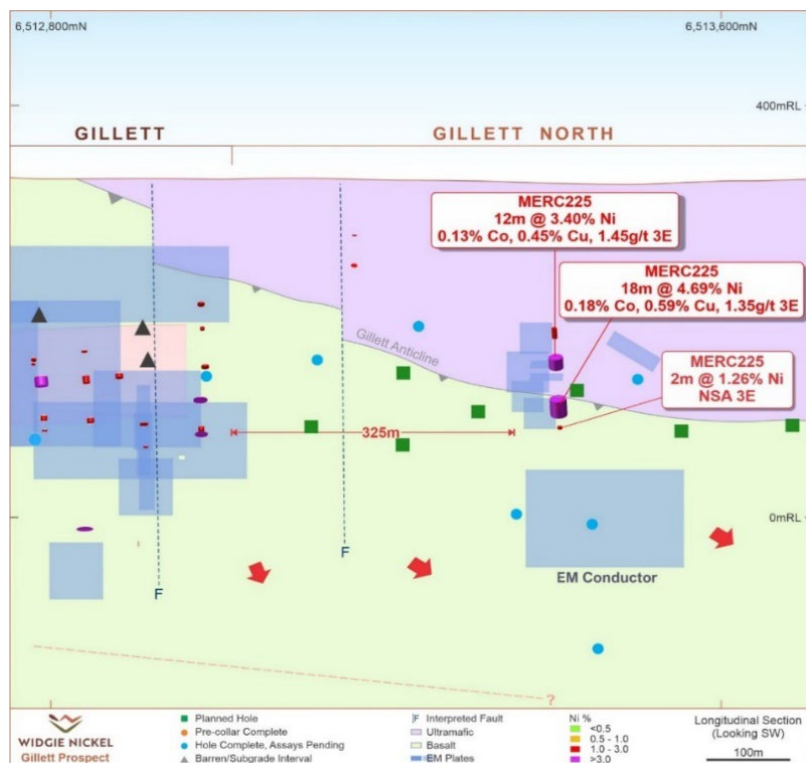 6,512,800mN
6,513,600mN
400mRL
GILLETT
GILLETT NORTH
MERC225
12m @ 3.40% Ni
0.13% Co, 0.45% Cu, 1.45g/t 3E
MERC225
18m @ 4.69% Ni
0.18% Co, 0.59% Cu, 1.35g/t 3E
Gillett Anticline
MERC225
2m @ 1.26% Ni
NSA 3E
325m
0mRL
F
F
EM Conductor
?
WIDGIE NICKEL
Gillett Prospect
Planned Hole
Pre-collar Complete
Hole Complete, Assays Pending
Barren/Subgrade Interval
F Interpreted Fault
Ultramafic
Basalt
EM Plates
Ni %
<0.5
0.5 - 1.0
1.0 - 3.0
>3.0
Longitudinal Section
(Looking SW)
100m